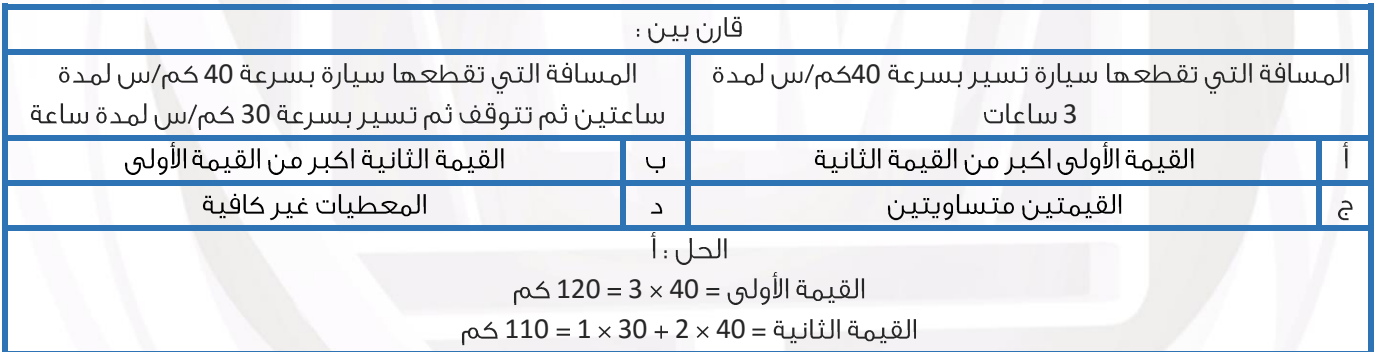 قارن بين :
المسافة التي تقطعها سيارة تسير بسرعة 40كم/س لمدة
3 ساعات
المسافة التي تقطعها سيارة بسرعة 40 كم/س لمدة
ساعتين ثم تتوقف ثم تسير بسرعة 30 كم/س لمدة ساعة
أ القيمة الأولى اكبر من القيمة الثانية ب القيمة الثانية اكبر من القيمة الأولى
ج القيمتين متساويتين د المعطيات غير كافية
الحل : أ
القيمة الأولى = 40 × 3 = 120 كم
القيمة الثانية = 40 × 2 + 30 × 1 = 110 كم